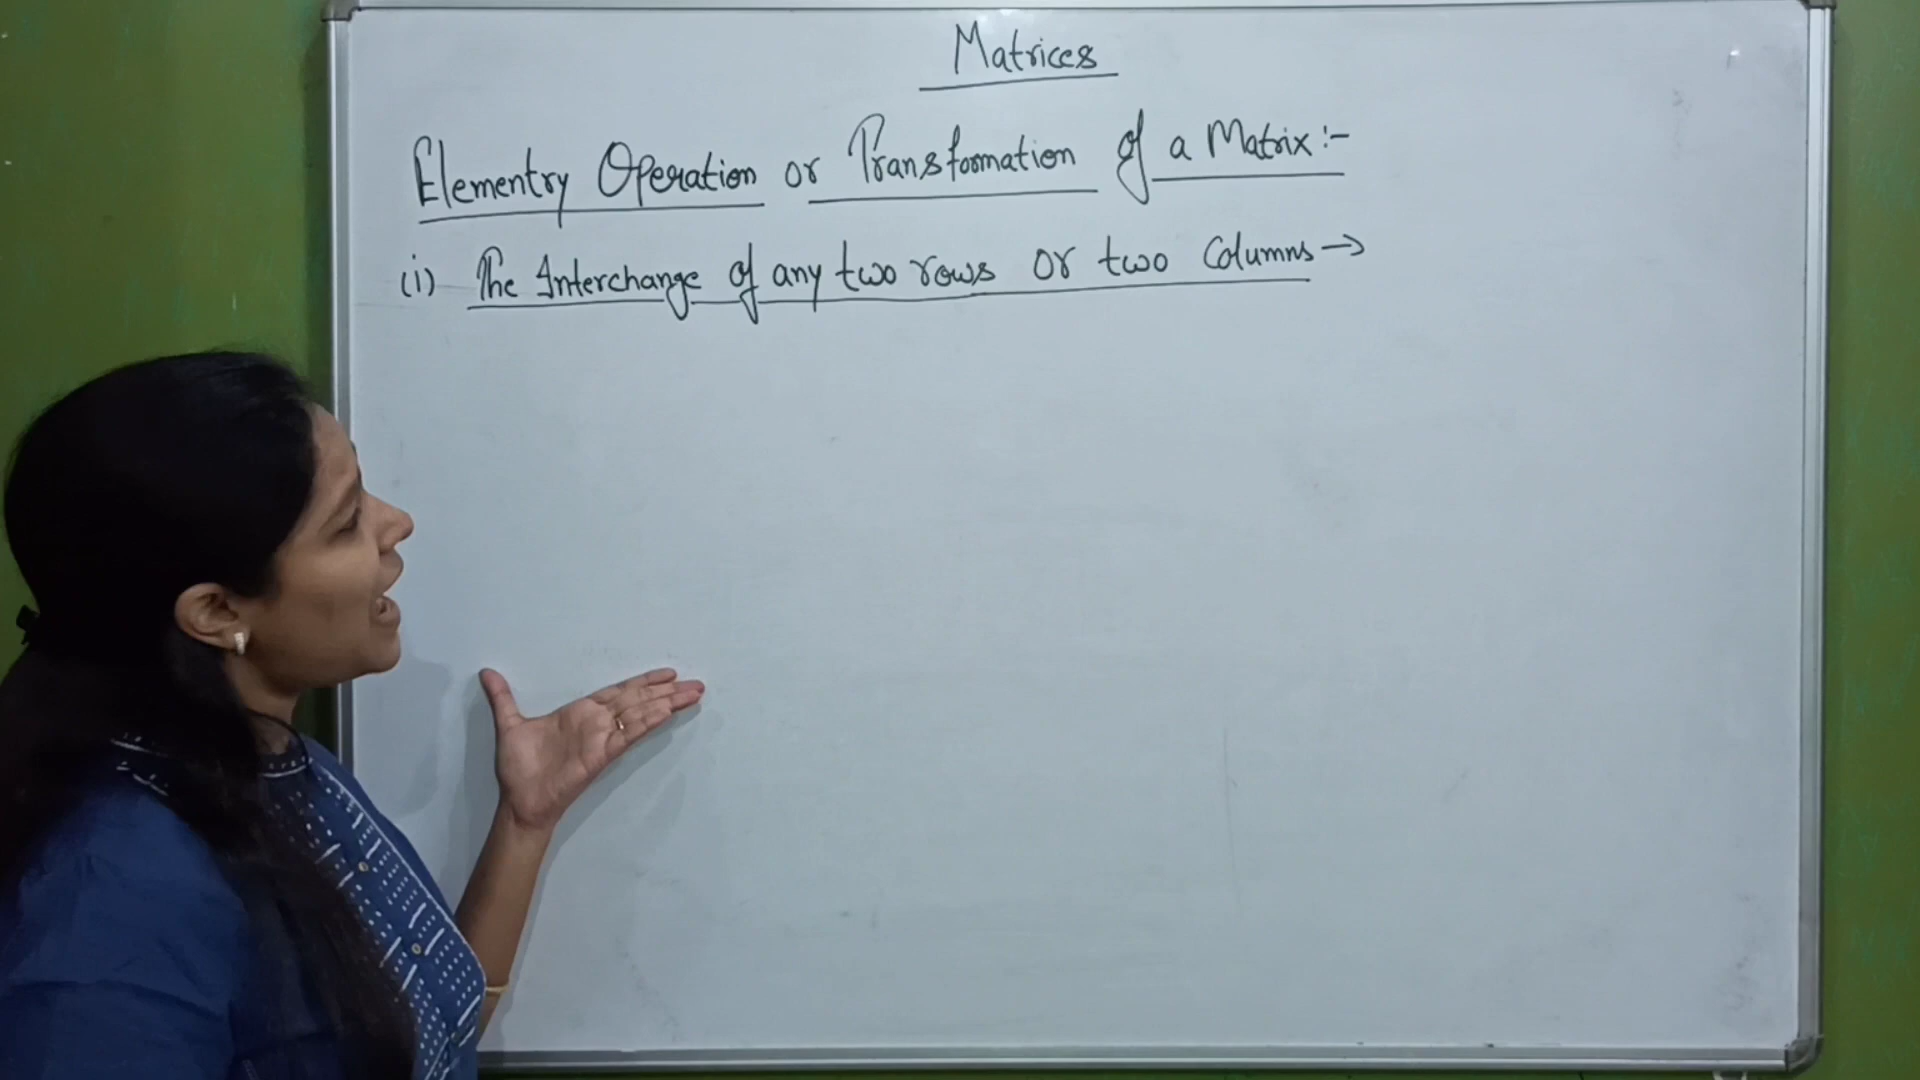 Matrices
Elementry Operation or Transformation of a Matrix:-
(i) The Interchange of any two rows or two Columns→